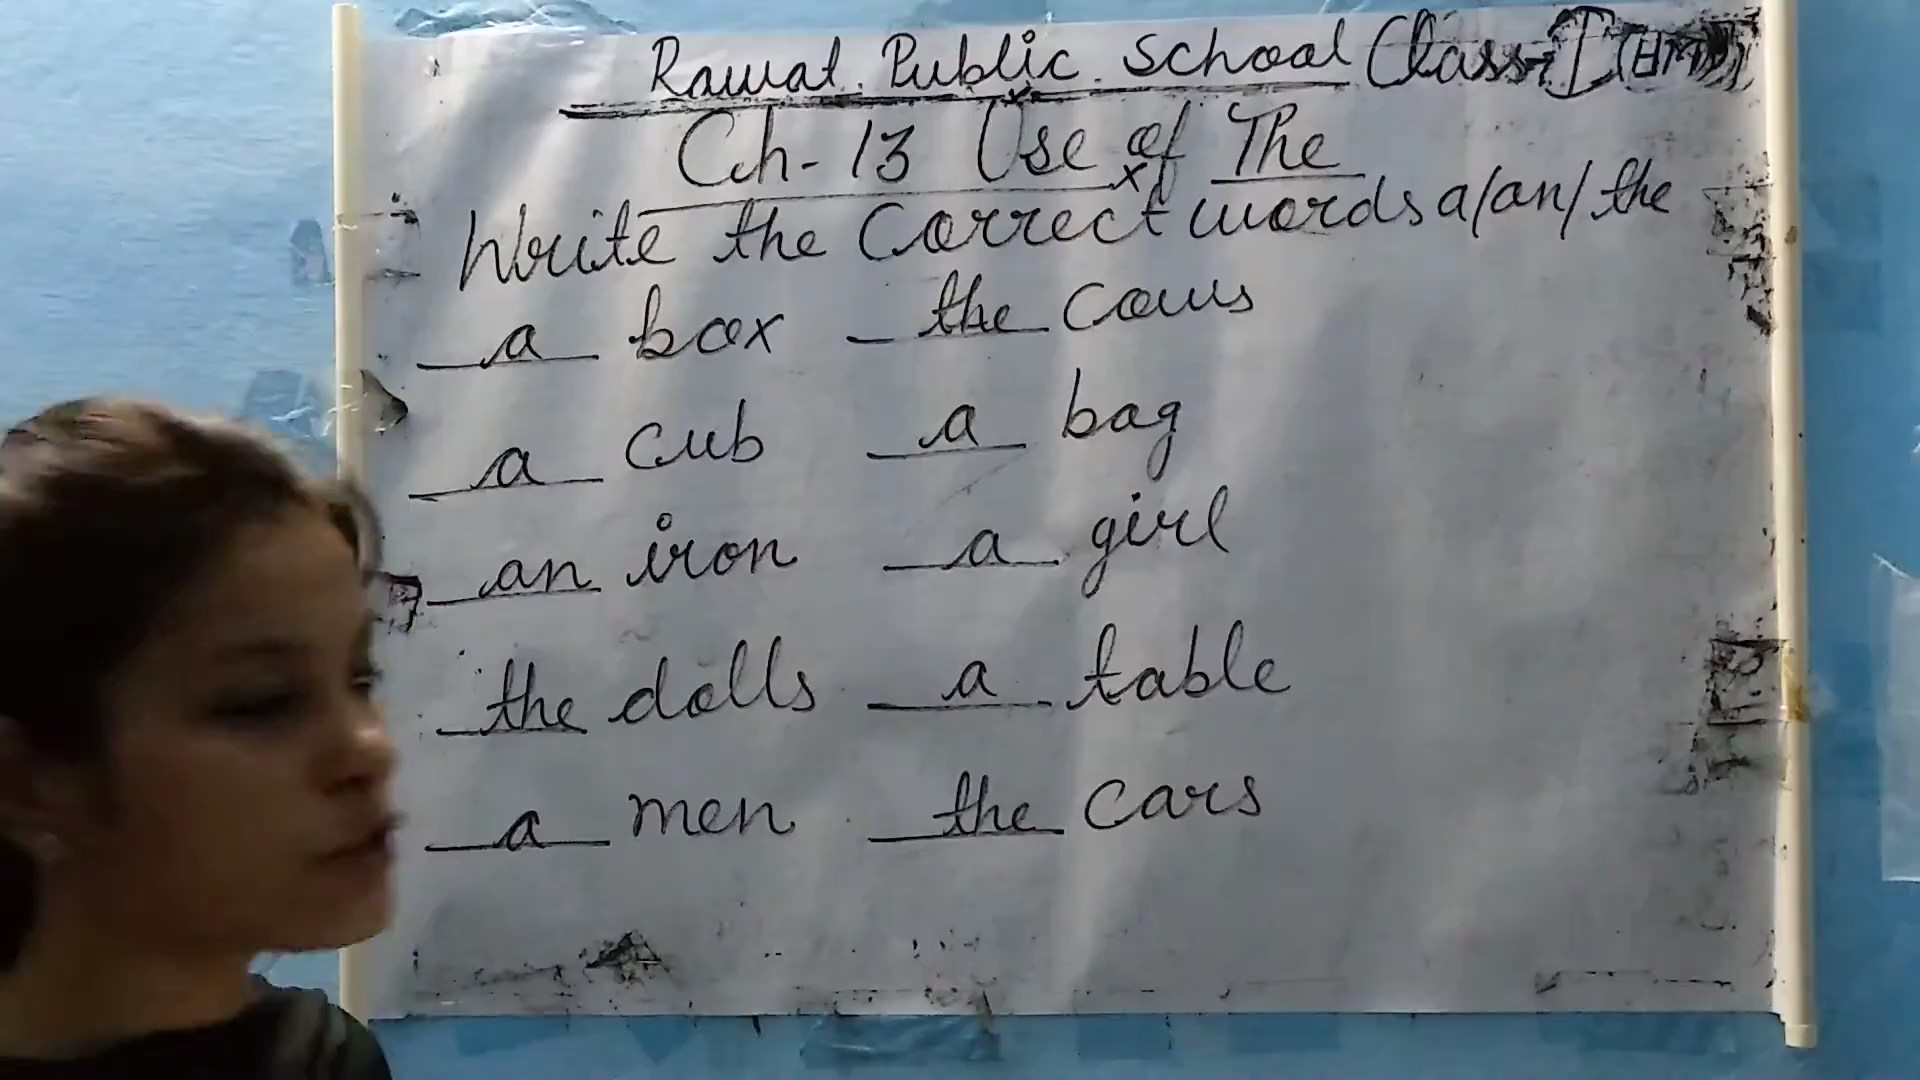 Rawat Public School Class-I
Ch-13 Use of The
Write the Correct words a/an/the
a box the cows
a cub a bag
an iron a girl
the dolls a table
a men the cars